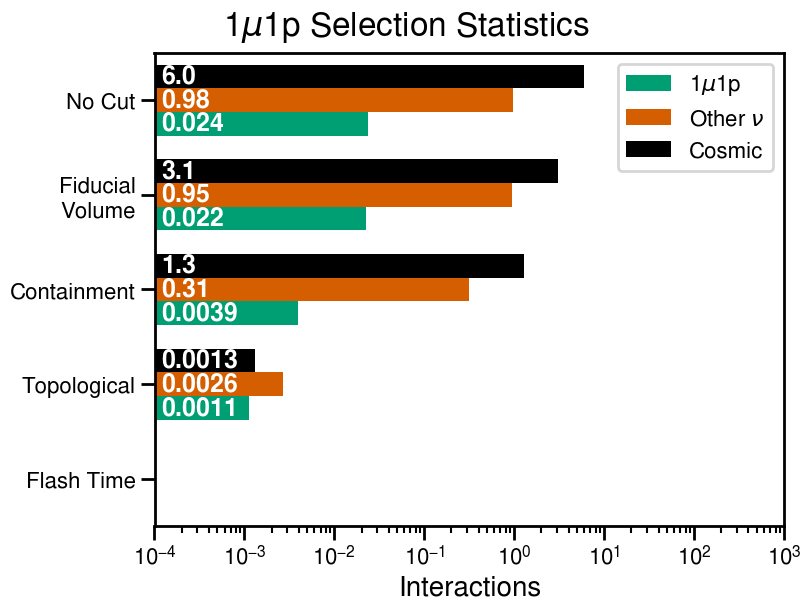 1μ1p Selection Statistics
No Cut
6.0
0.98
0.024
Fiducial
Volume
3.1
0.95
0.022
Containment
1.3
0.31
0.0039
Topological
0.0013
0.0026
0.0011
Flash Time
1μ1p
Other ν
Cosmic
10⁻⁴ 10⁻³ 10⁻² 10⁻¹ 10⁰ 10¹ 10² 10³
Interactions